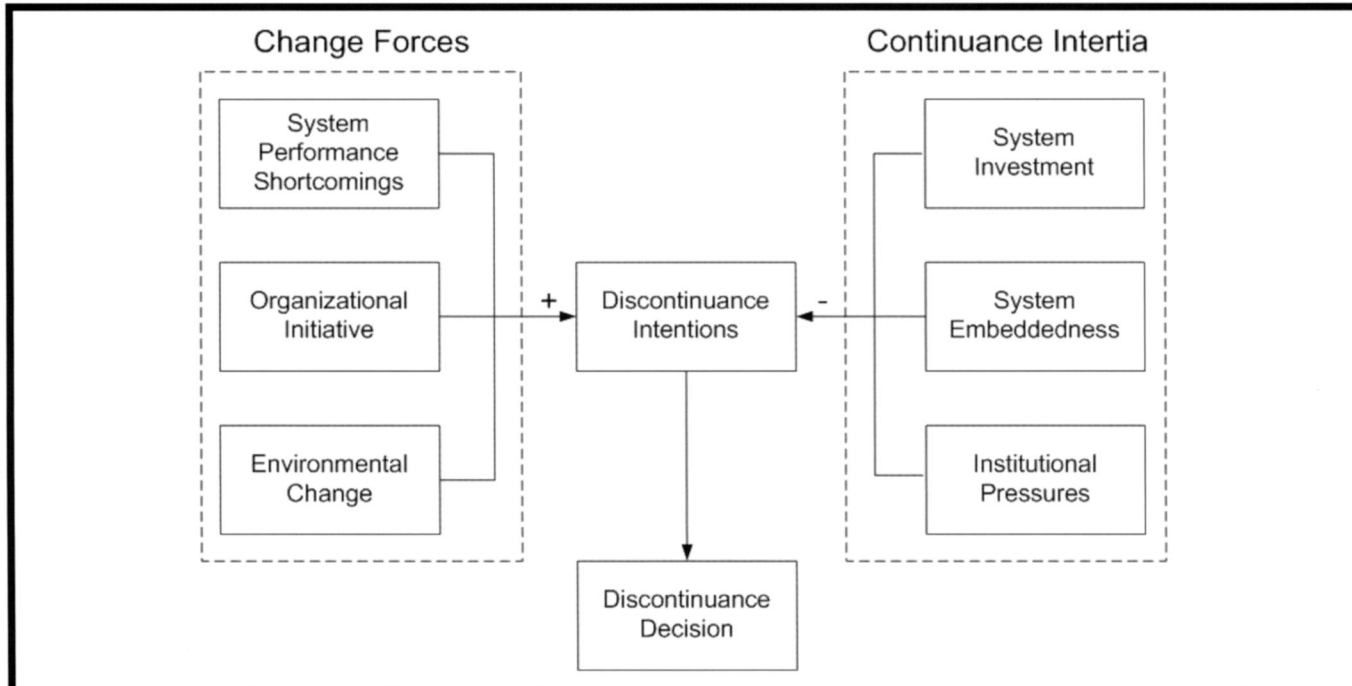 Change Forces
System
Performance
Shortcomings
Organizational
Initiative
Environmental
Change
+
Discontinuance
Intentions
-
Discontinuance
Decision
Continuance Intertia
System
Investment
System
Embeddedness
Institutional
Pressures